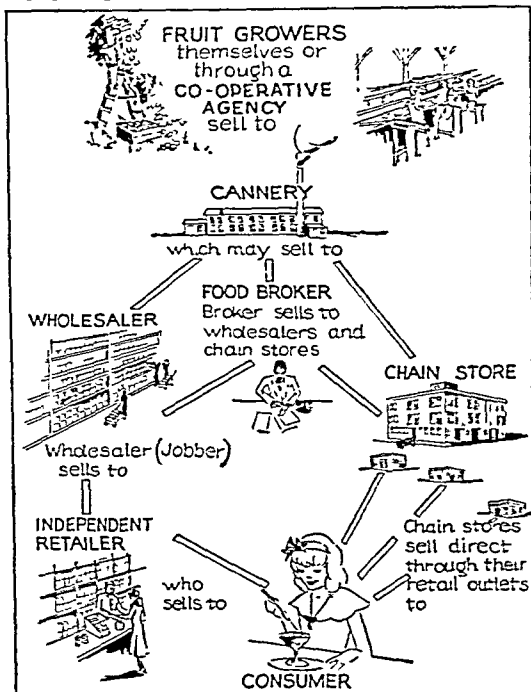 FRUIT GROWERS
themselves or
through a
CO-OPERATIVE
AGENCY
sell to
CANNERY
which may sell to
FOOD BROKER
Broker sells to
wholesalers and
chain stores
WHOLESALER
CHAIN STORE
Wholesaler (Jobber)
sells to
INDEPENDENT
RETAILER
who
sells to
Chain stores
sell direct
through their
retail outlets
to
CONSUMER